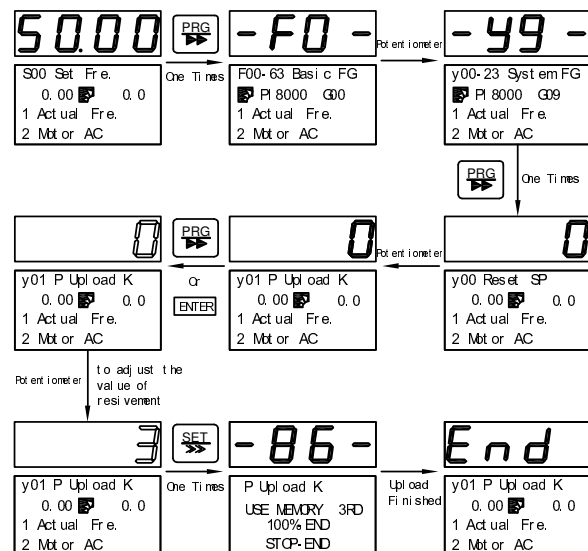 50.00
S00 Set Fre.
0.00 0.0
1 Actual Fre.
2 Motor AC
PRG
One Times
-F0-
F00-63 Basic FG
PI8000 G00
1 Actual Fre.
2 Motor AC
Potentiometer
-y9-
y00-23 System FG
PI8000 G09
1 Actual Fre.
2 Motor AC
PRG
One Times
0
y00 Reset SP
0.00 0.0
1 Actual Fre.
2 Motor AC
Potentiometer
0
y01 P Upload K
0.00 0.0
1 Actual Fre.
2 Motor AC
PRG
Or
ENTER
0
y01 P Upload K
0.00 0.0
1 Actual Fre.
2 Motor AC
Potentiometer
to adjust the
value of
resivement
3
y01 P Upload K
0.00 0.0
1 Actual Fre.
2 Motor AC
SET
One Times
-86-
P Upload K
USE MEMORY 3RD
100% END
STOP-END
Upload
Finished
End
y01 P Upload K
0.00 0.0
1 Actual Fre.
2 Motor AC